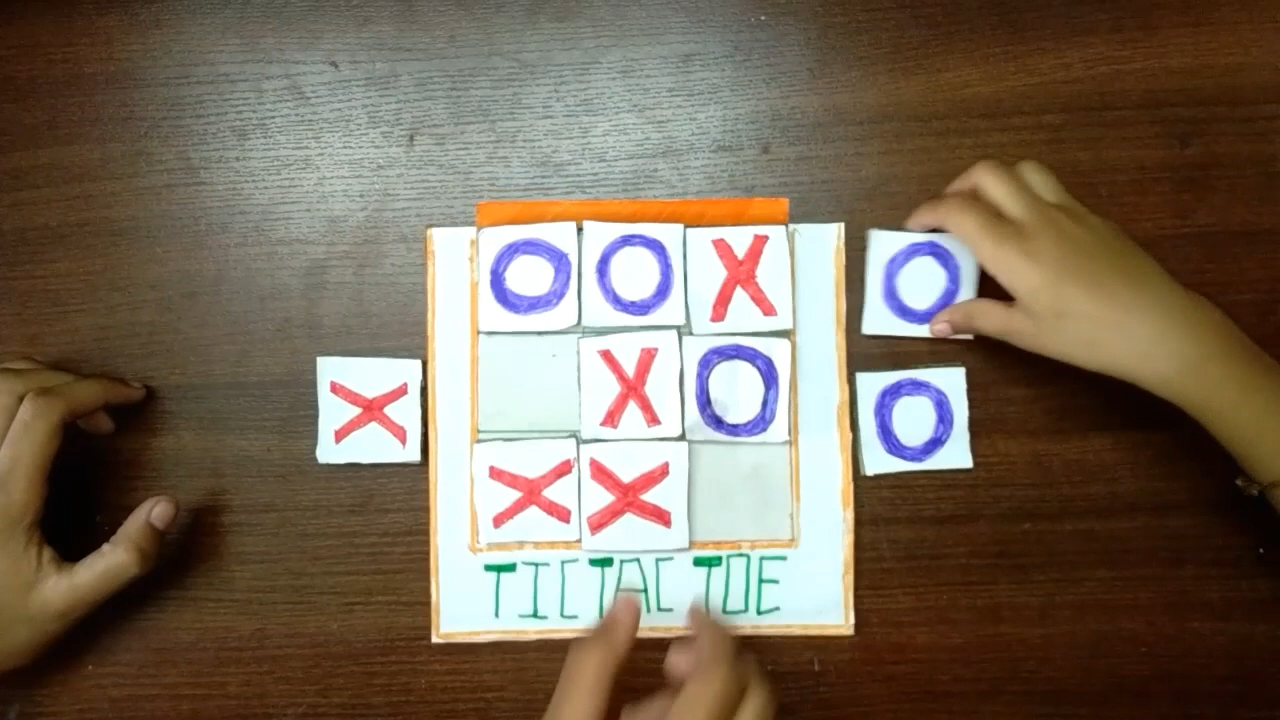 O O X
X O
X X
TIC TAC TOE
X
O
O